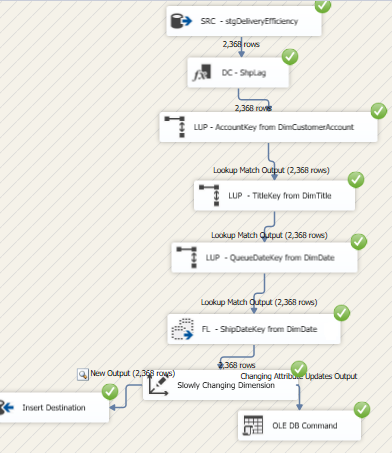 SRC - stgDeliveryEfficiency
2,368 rows
DC - ShpLag
2,368 rows
LUP - AccountKey from DimCustomerAccount
Lookup Match Output (2,368 rows)
LUP - TitleKey from DimTitle
Lookup Match Output (2,368 rows)
LUP - QueueDateKey from DimDate
Lookup Match Output (2,368 rows)
FL - ShipDateKey from DimDate
2,368 rows
New Output (2,368 rows)
Changing Attribute Updates Output
Slowly Changing Dimension
Insert Destination
OLE DB Command